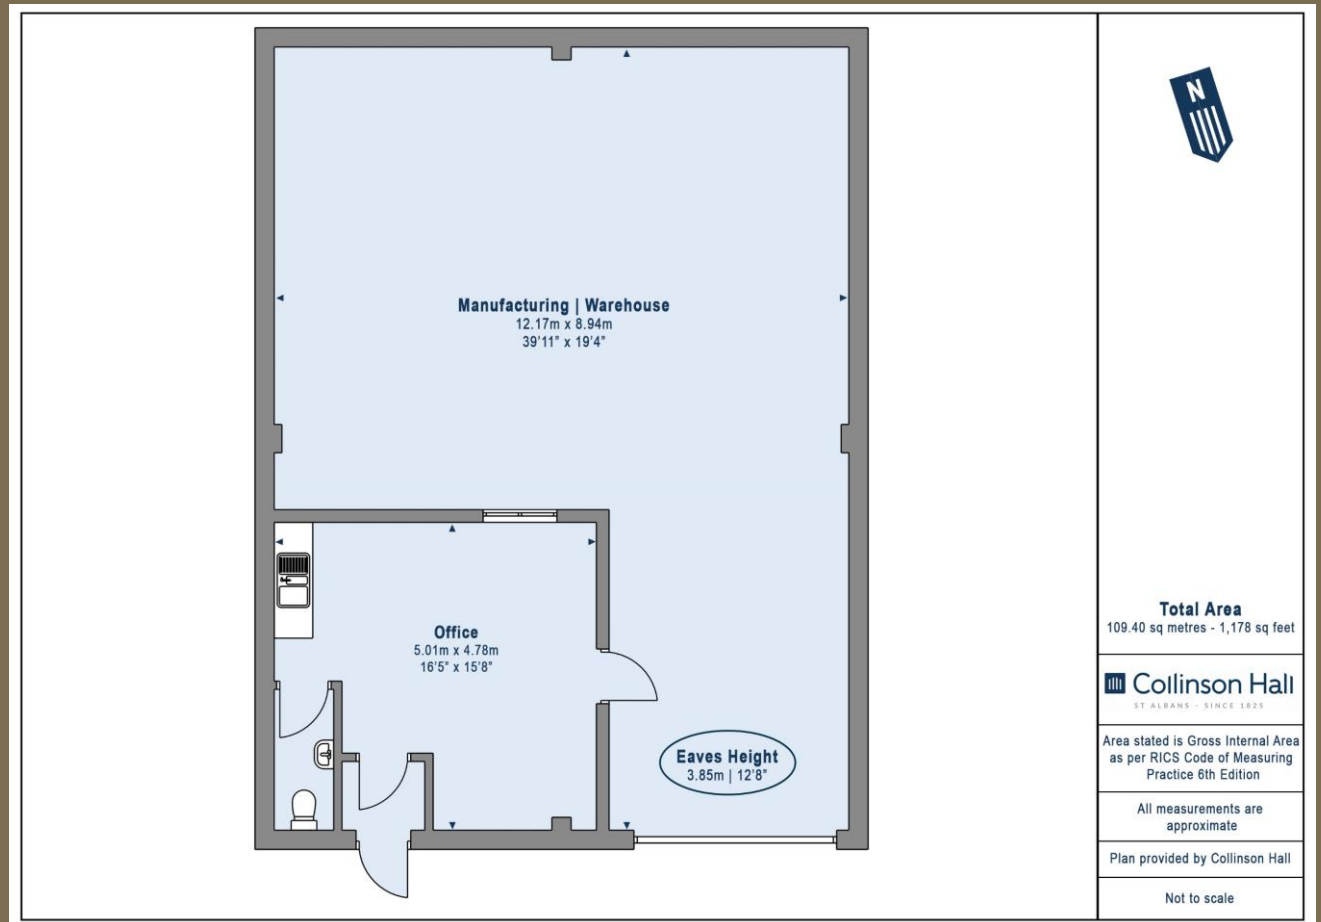 N
Manufacturing | Warehouse
12.17m x 8.94m
39'11" x 19'4"
Office
5.01m x 4.78m
16'5" x 15'8"
Eaves Height
3.85m | 12'8"
Total Area
109.40 sq metres - 1,178 sq feet
Collinson Hall
ST ALBANS - SINCE 1825
Area stated is Gross Internal Area
as per RICS Code of Measuring
Practice 6th Edition
All measurements are
approximate
Plan provided by Collinson Hall
Not to scale